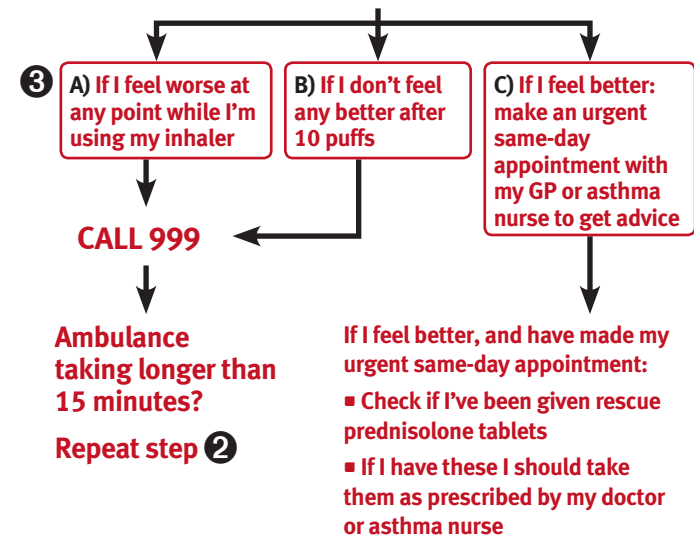 ❸
A) If I feel worse at
any point while I'm
using my inhaler
B) If I don't feel
any better after
10 puffs
C) If I feel better:
make an urgent
same-day
appointment with
my GP or asthma
nurse to get advice
CALL 999
Ambulance
taking longer than
15 minutes?
Repeat step ❷
If I feel better, and have made my
urgent same-day appointment:
▪ Check if I've been given rescue
prednisolone tablets
▪ If I have these I should take
them as prescribed by my doctor
or asthma nurse